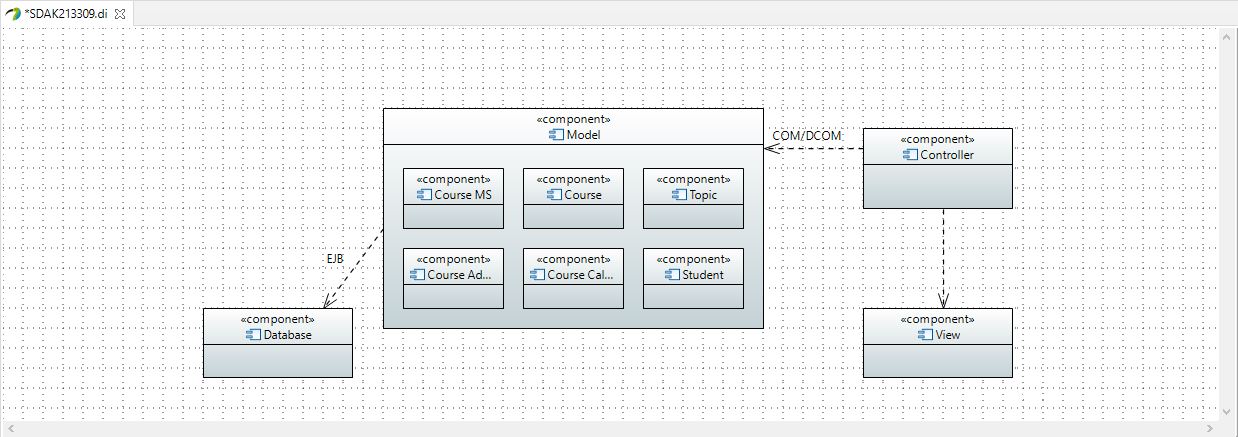 *SDAK213309.di
«component»
Model
COM/DCOM
«component»
Controller
«component»
Course MS
«component»
Course
«component»
Topic
EJB
«component»
Course Ad...
«component»
Course Cal...
«component»
Student
«component»
Database
«component»
View